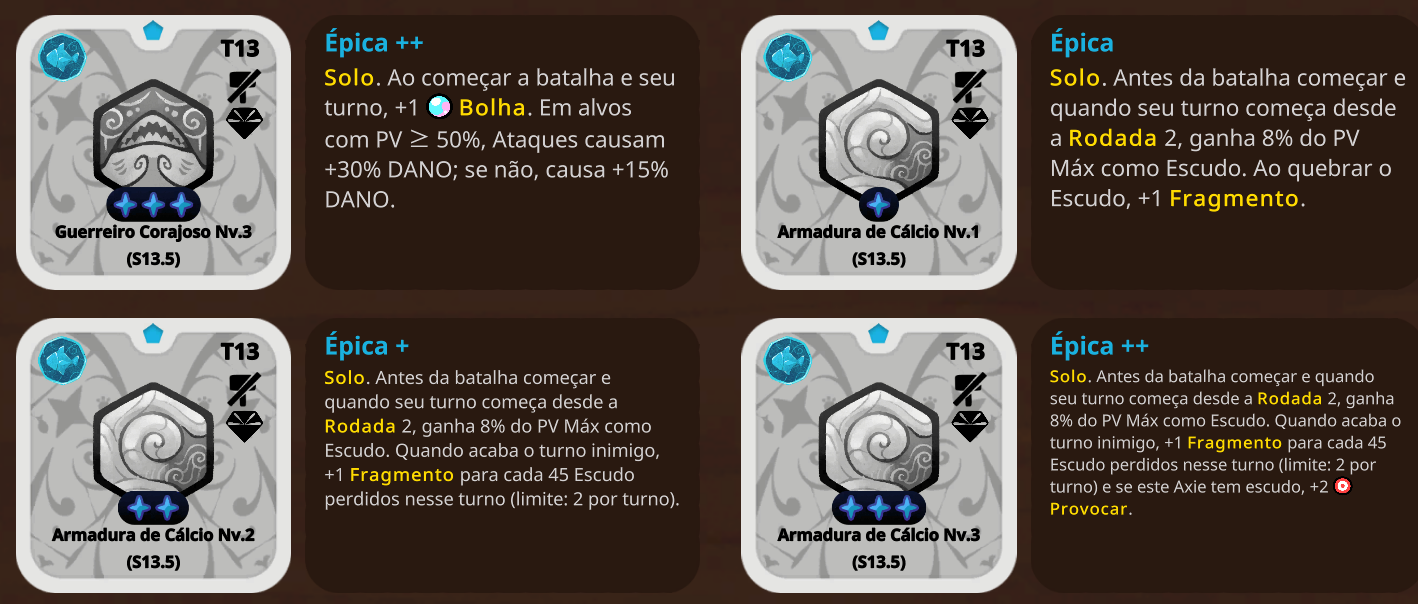 T13
Guerreiro Corajoso Nv.3
(S13.5)
Épica ++
Solo. Ao começar a batalha e seu
turno, +1 Bolha. Em alvos
com PV ≥ 50%, Ataques causam
+30% DANO; se não, causa +15%
DANO.
T13
Armadura de Cálcio Nv.1
(S13.5)
Épica
Solo. Antes da batalha começar e
quando seu turno começa desde
a Rodada 2, ganha 8% do PV
Máx como Escudo. Ao quebrar o
Escudo, +1 Fragmento.
T13
Armadura de Cálcio Nv.2
(S13.5)
Épica +
Solo. Antes da batalha começar e
quando seu turno começa desde a
Rodada 2, ganha 8% do PV Máx como
Escudo. Quando acaba o turno inimigo,
+1 Fragmento para cada 45 Escudo
perdidos nesse turno (limite: 2 por turno).
T13
Armadura de Cálcio Nv.3
(S13.5)
Épica ++
Solo. Antes da batalha começar e quando
seu turno começa desde a Rodada 2, ganha
8% do PV Máx como Escudo. Quando acaba o
turno inimigo, +1 Fragmento para cada 45
Escudo perdidos nesse turno (limite: 2 por
turno) e se este Axie tem escudo, +2
Provocar.